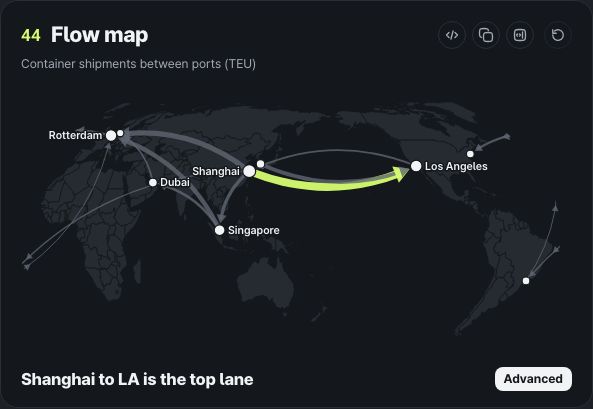 44 Flow map
Container shipments between ports (TEU)
Rotterdam
Shanghai
Los Angeles
Dubai
Singapore
Shanghai to LA is the top lane
Advanced